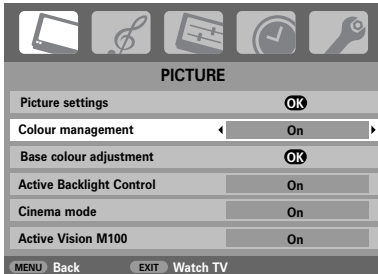 PICTURE
Picture settings OK
Colour management On
Base colour adjustment OK
Active Backlight Control On
Cinema mode On
Active Vision M100 On
MENU Back EXIT Watch TV